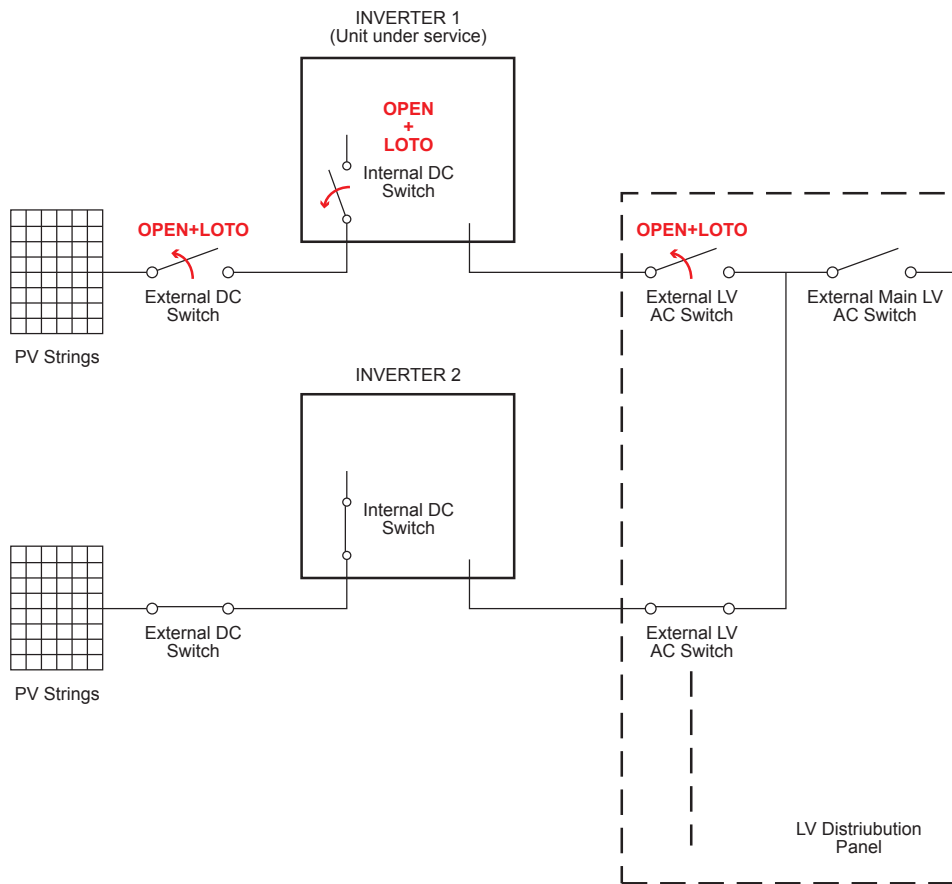 INVERTER 1
(Unit under service)
OPEN
+
LOTO
Internal DC
Switch
OPEN+LOTO
External DC
Switch
PV Strings
OPEN+LOTO
External LV
AC Switch
External Main LV
AC Switch
INVERTER 2
Internal DC
Switch
External DC
Switch
PV Strings
External LV
AC Switch
LV Distriubution
Panel